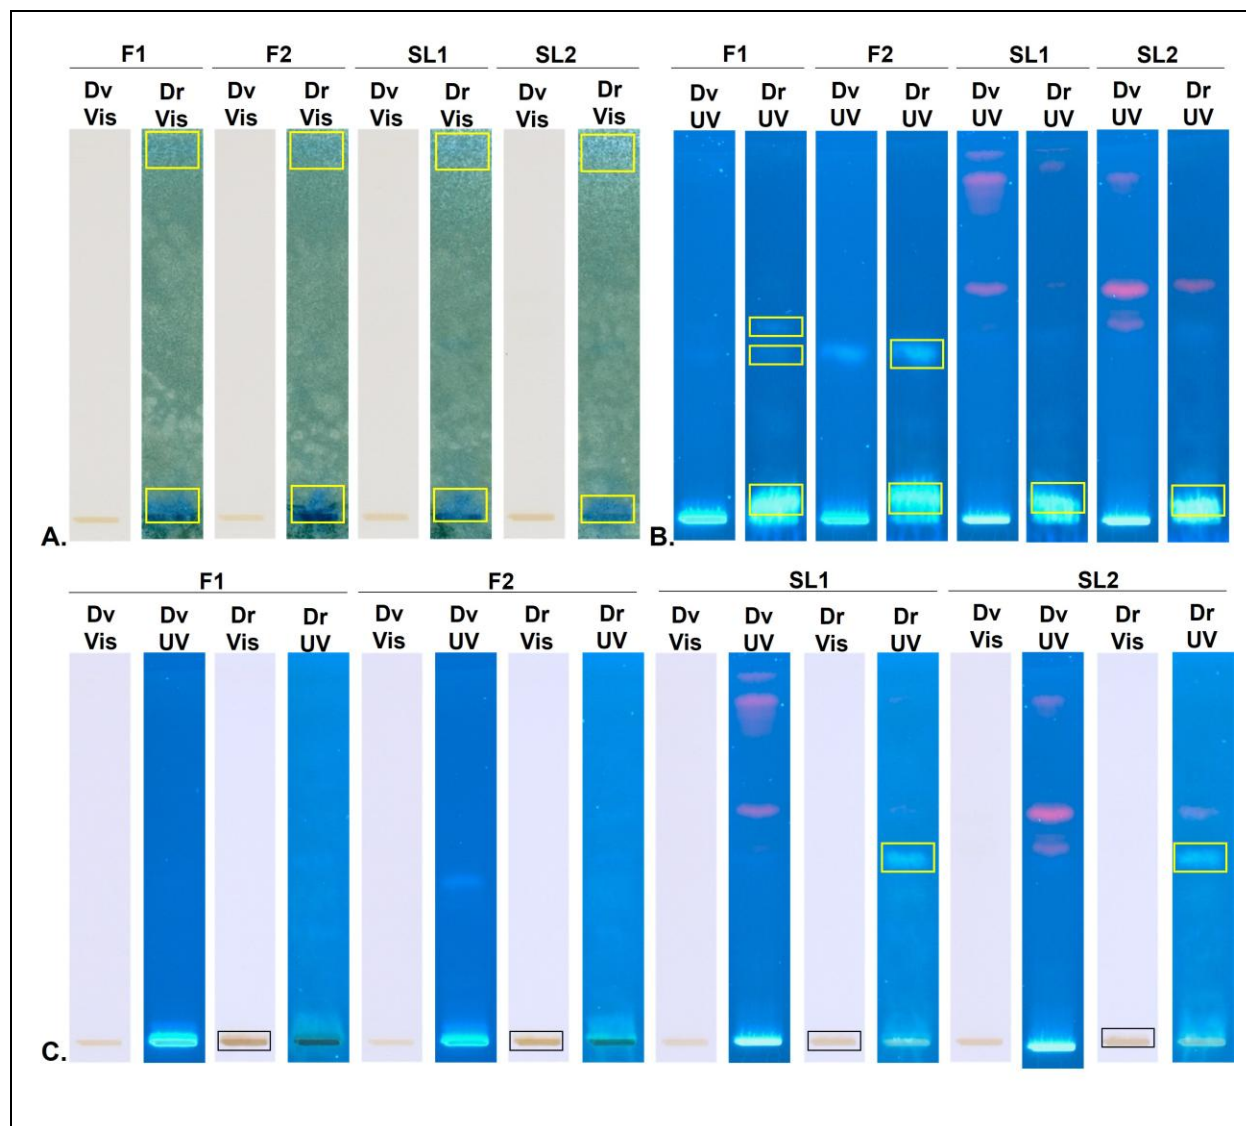 F1 F2 SL1 SL2
Dv Dr Dv Dr Dv Dr Dv Dr
Vis Vis Vis Vis Vis Vis Vis Vis
A.
F1 F2 SL1 SL2
Dv Dr Dv Dr Dv Dr Dv Dr
UV UV UV UV UV UV UV UV
B.
F1 F2 SL1 SL2
Dv Dv Dr Dr Dv Dv Dr Dr Dv Dv Dr Dr Dv Dv Dr Dr
Vis UV Vis UV Vis UV Vis UV Vis UV Vis UV Vis UV Vis UV
C.